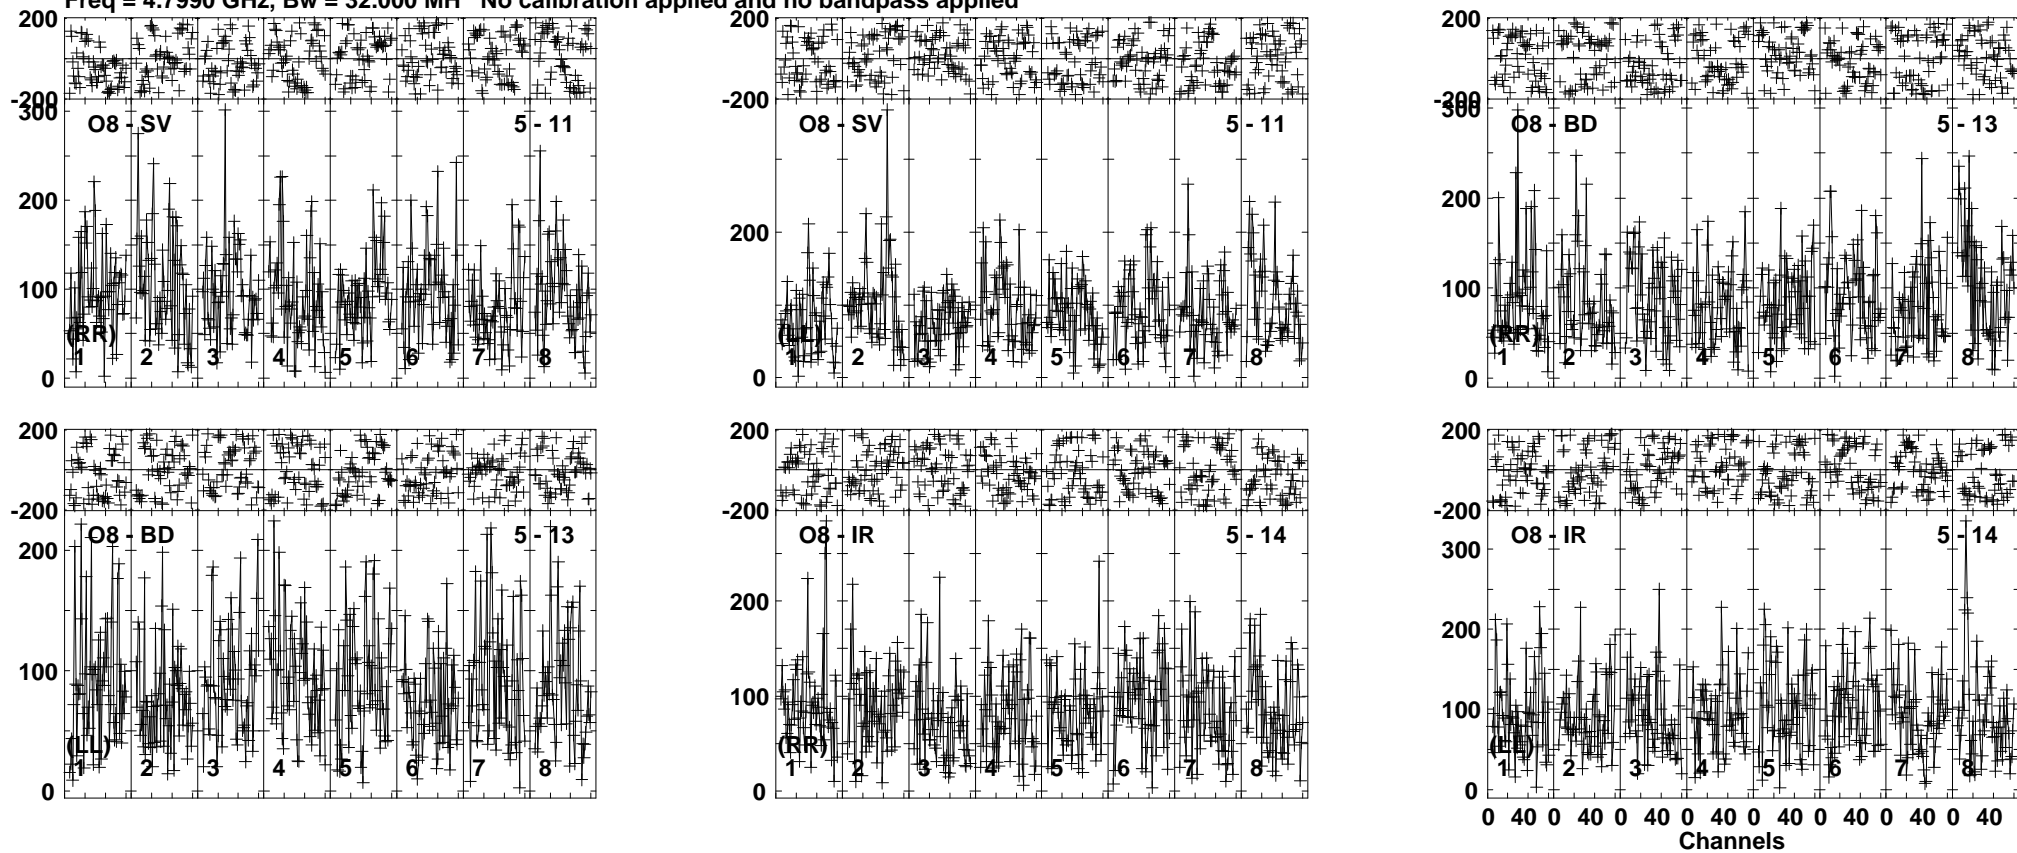 Freq = 4.7990 GHz, Bw = 32.000 MH No calibration applied and no bandpass applied
200 200 200
-200 -200 -200
300 300
O8 - SV 5 - 11 O8 - SV 5 - 11 O8 - BD 5 - 13
200 200 200
100 100
(RR) (LL) (RR)
1 2 3 4 5 6 7 8 1 2 3 4 5 6 7 8 1 2 3 4 5 6 7 8
0 0 0
200 200 200
-200 -200 -200
O8 - BD 5 - 13 O8 - IR 5 - 14 O8 - IR 5 - 14
200 200 300
200
100 100 100
(LL) (RR) (LL)
1 2 3 4 5 6 7 8 1 2 3 4 5 6 7 8 1 2 3 4 5 6 7 8
0 0 0
0 40 0 40 0 40 0 40 0 40 0 40 0 40 0 40
Channels